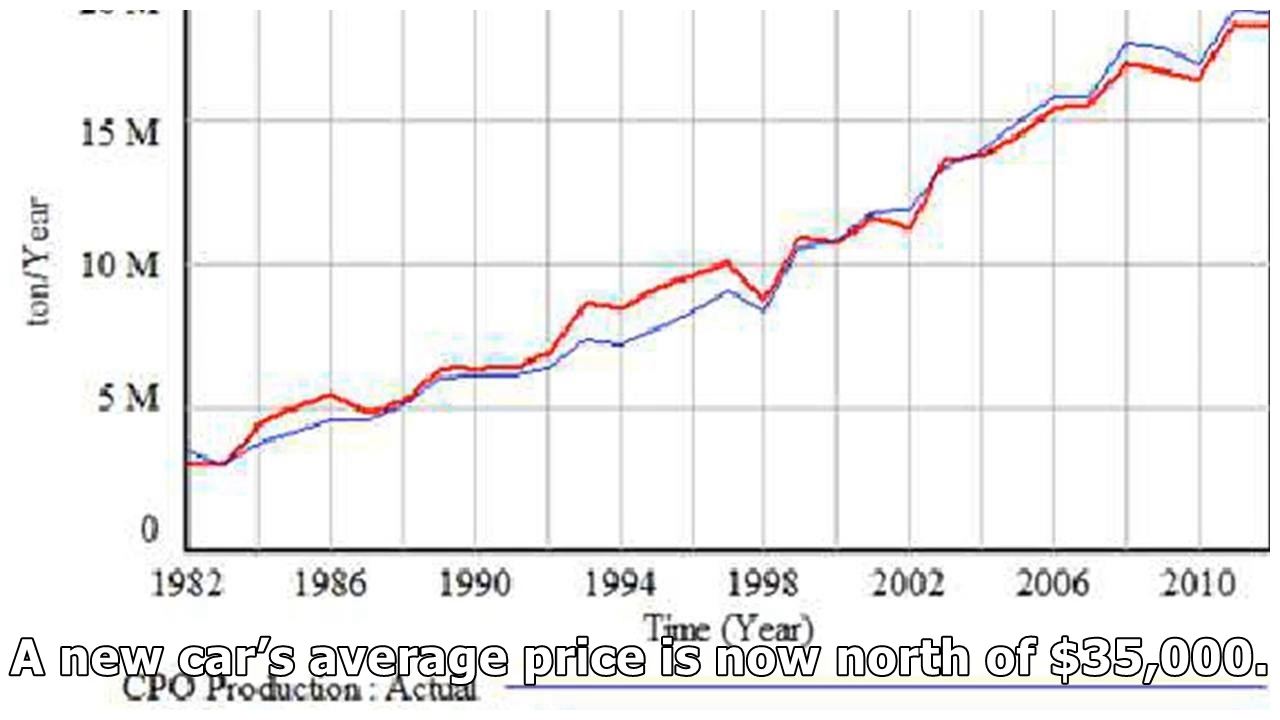 20 M
15 M
ton/Year
10 M
5 M
0
1982 1986 1990 1994 1998 2002 2006 2010
Time (Year)
A new car’s average price is now north of $35,000.
CPO Production : Actual